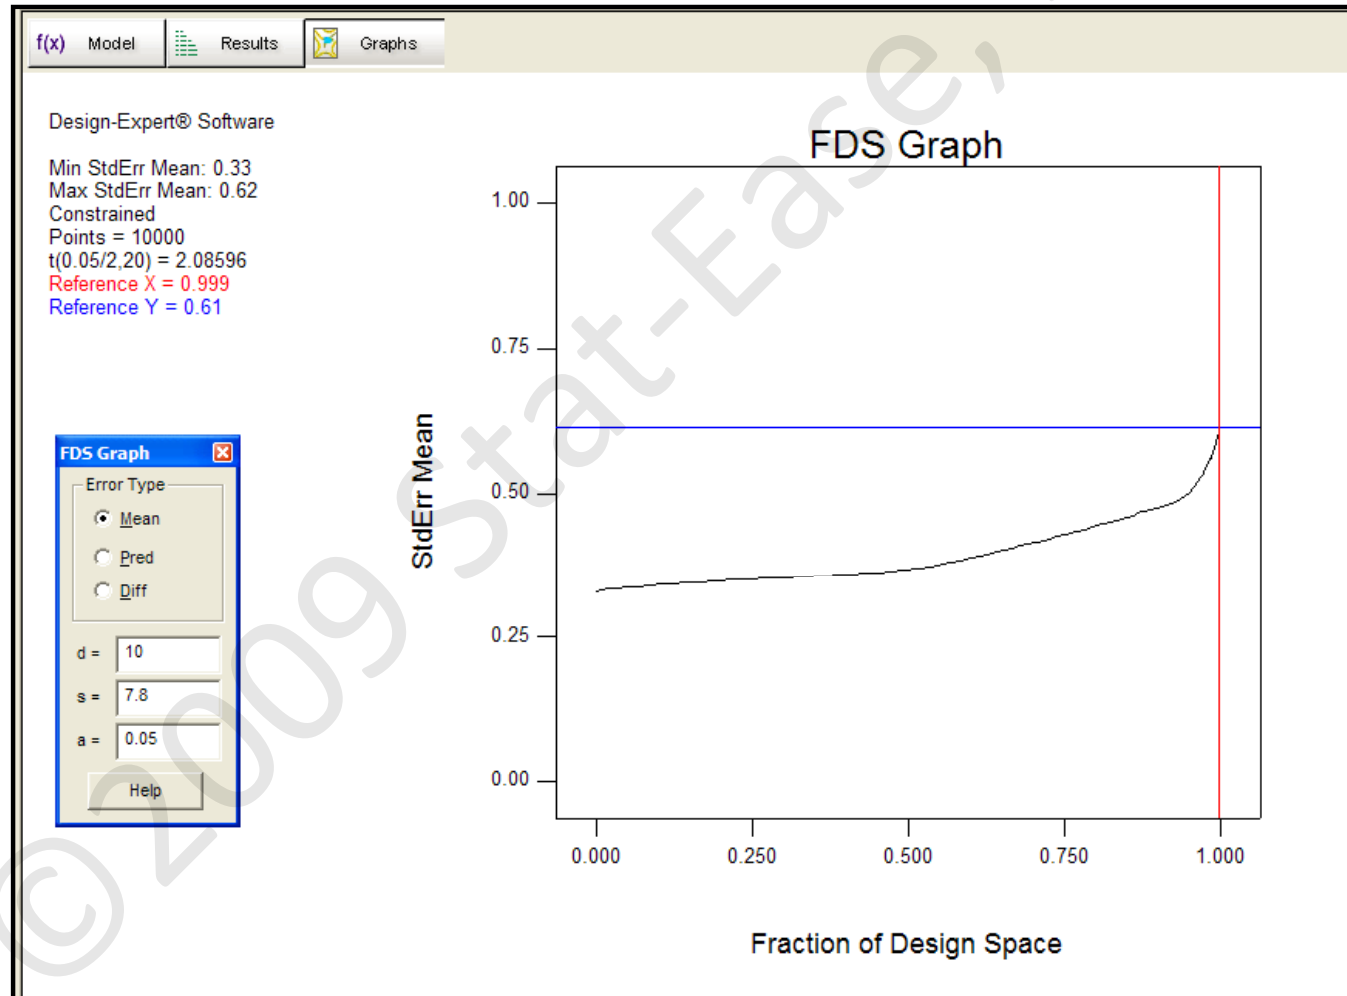 f(x) Model Results Graphs
Design-Expert® Software
Min StdErr Mean: 0.33
Max StdErr Mean: 0.62
Constrained
Points = 10000
t(0.05/2,20) = 2.08596
Reference X = 0.999
Reference Y = 0.61
FDS Graph
Error Type
Mean
Pred
Diff
d = 10
s = 7.8
a = 0.05
Help
FDS Graph
StdErr Mean
1.00
0.75
0.50
0.25
0.00
0.000 0.250 0.500 0.750 1.000
Fraction of Design Space
©2009 Stat-Ease,